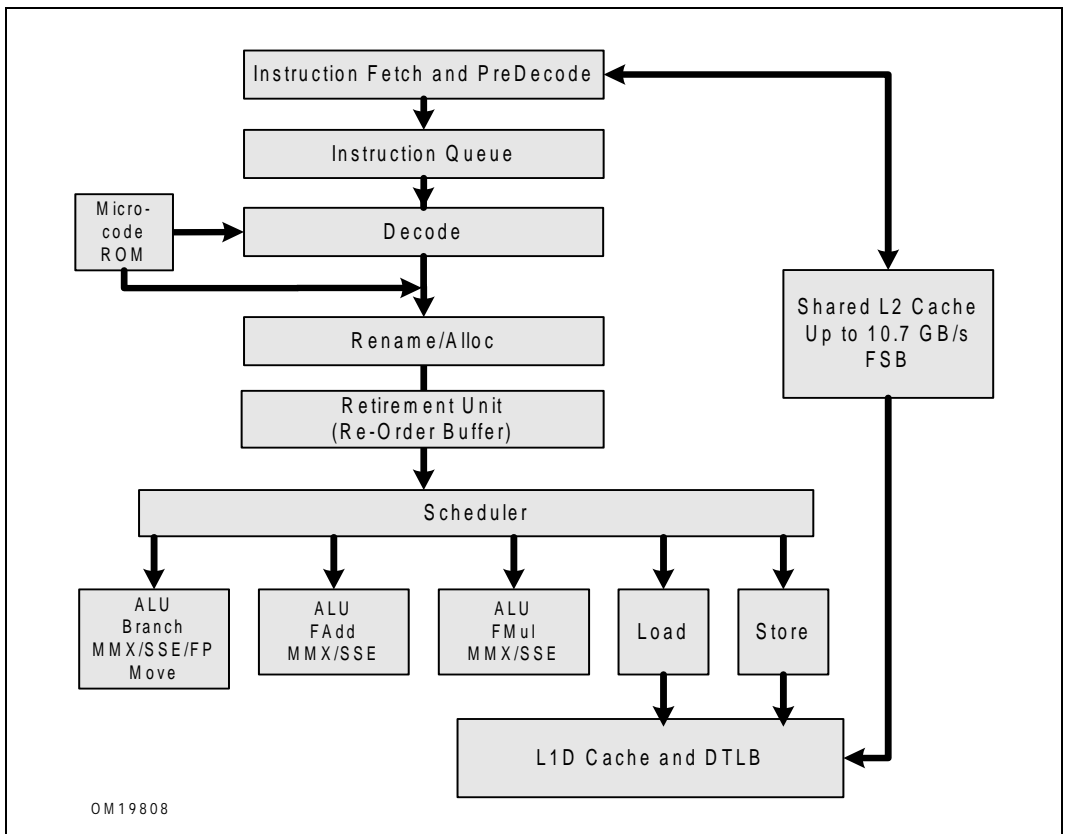 Instruction Fetch and PreDecode
Instruction Queue
Micro-
code
ROM
Decode
Shared L2 Cache
Up to 10.7 GB/s
FSB
Rename/Alloc
Retirement Unit
(Re-Order Buffer)
Scheduler
ALU
Branch
MMX/SSE/FP
Move
ALU
FAdd
MMX/SSE
ALU
FMul
MMX/SSE
Load
Store
L1D Cache and DTLB
OM19808